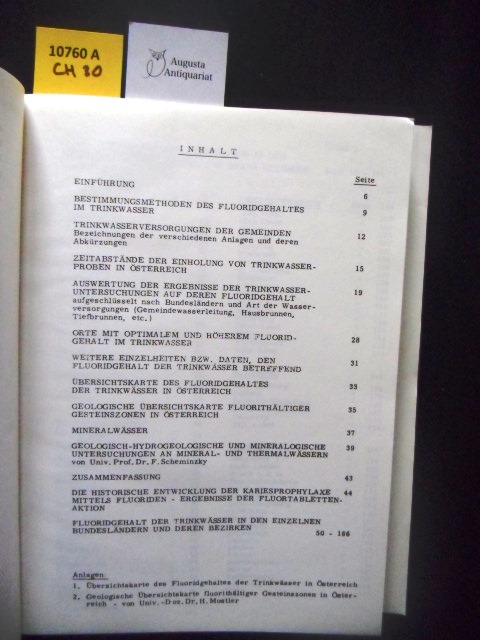 10760 A
CH 80
Augusta
Antiquariat
INHALT
Seite
EINFÜHRUNG 6
BESTIMMUNGSMETHODEN DES FLUORIDGEHALTES
IM TRINKWASSER 9
TRINKWASSERVERSORGUNGEN DER GEMEINDEN
Bezeichnungen der verschiedenen Anlagen und deren 12
Abkürzungen
ZEITABSTÄNDE DER EINHOLUNG VON TRINKWASSER-
PROBEN IN ÖSTERREICH 15
AUSWERTUNG DER ERGEBNISSE DER TRINKWASSER-
UNTERSUCHUNGEN AUF DEREN FLUORIDGEHALT 19
aufgeschlüsselt nach Bundesländern und Art der Wasser-
versorgungen (Gemeindewasserleitung, Hausbrunnen,
Tiefbrunnen, etc.)
ORTE MIT OPTIMALEM UND HÖHEREM FLUORID-
GEHALT IM TRINKWASSER 28
WEITERE EINZELHEITEN BZW. DATEN, DEN
FLUORIDGEHALT DER TRINKWÄSSER BETREFFEND 31
ÜBERSICHTSKARTE DES FLUORIDGEHALTES
DER TRINKWÄSSER IN ÖSTERREICH 33
GEOLOGISCHE ÜBERSICHTSKARTE FLUORITHÄLTIGER
GESTEINSZONEN IN ÖSTERREICH 35
MINERALWÄSSER 37
GEOLOGISCH-HYDROGEOLOGISCHE UND MINERALOGISCHE 39
UNTERSUCHUNGEN AN MINERAL- UND THERMALWÄSSERN
von Univ. Prof. Dr. F. Scheminzky
ZUSAMMENFASSUNG 43
DIE HISTORISCHE ENTWICKLUNG DER KARIESPROPHYLAXE 44
MITTELS FLUORIDEN - ERGEBNISSE DER FLUORTABLETTEN-
AKTION
FLUORIDGEHALT DER TRINKWÄSSER IN DEN EINZELNEN
BUNDESLÄNDERN UND DEREN BEZIRKEN 50 - 186
Anlagen
1. Übersichtskarte des Fluoridgehaltes der Trinkwässer in Österreich
2. Geologische Übersichtskarte fluorithältiger Gesteinszonen in Öster-
reich - von Univ.-Doz. Dr. H. Mostler